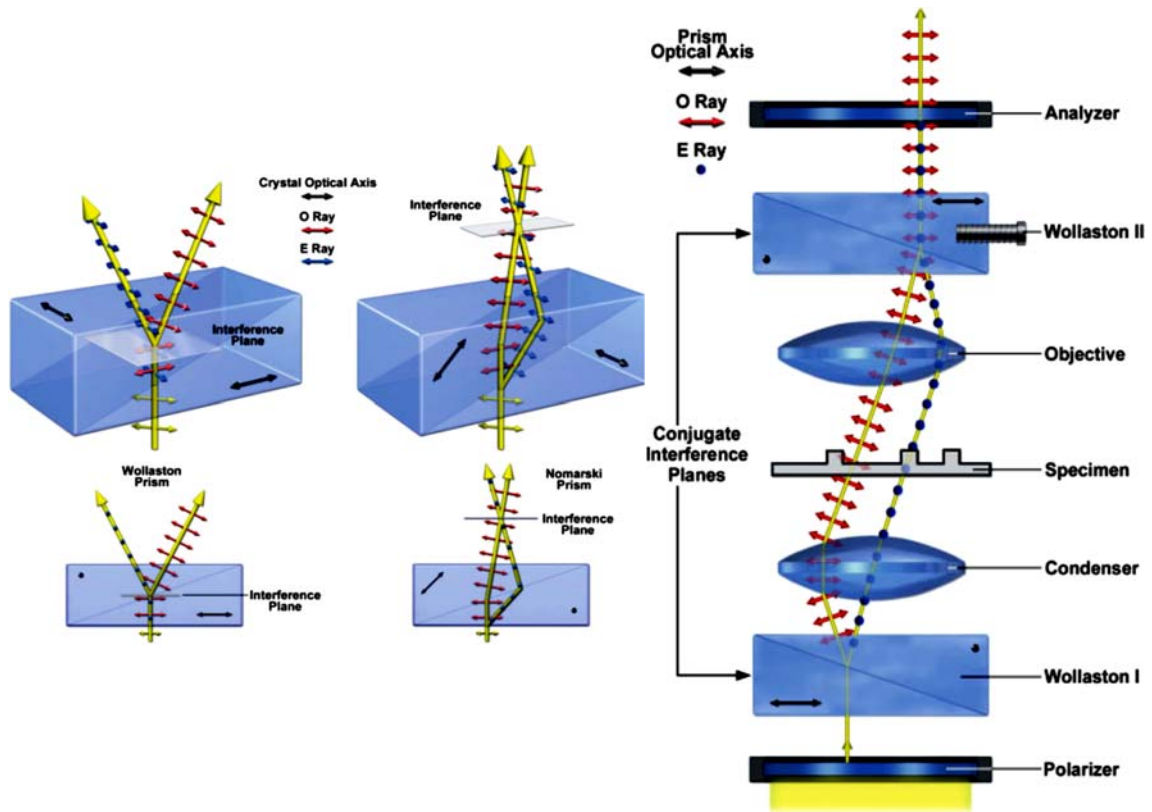 Crystal Optical Axis
O Ray
E Ray
Interference
Plane
Interference
Plane
Wollaston
Prism
Interference
Plane
Nomarski
Prism
Interference
Plane
Prism
Optical Axis
O Ray
E Ray
Conjugate
Interference
Planes
Analyzer
Wollaston II
Objective
Specimen
Condenser
Wollaston I
Polarizer